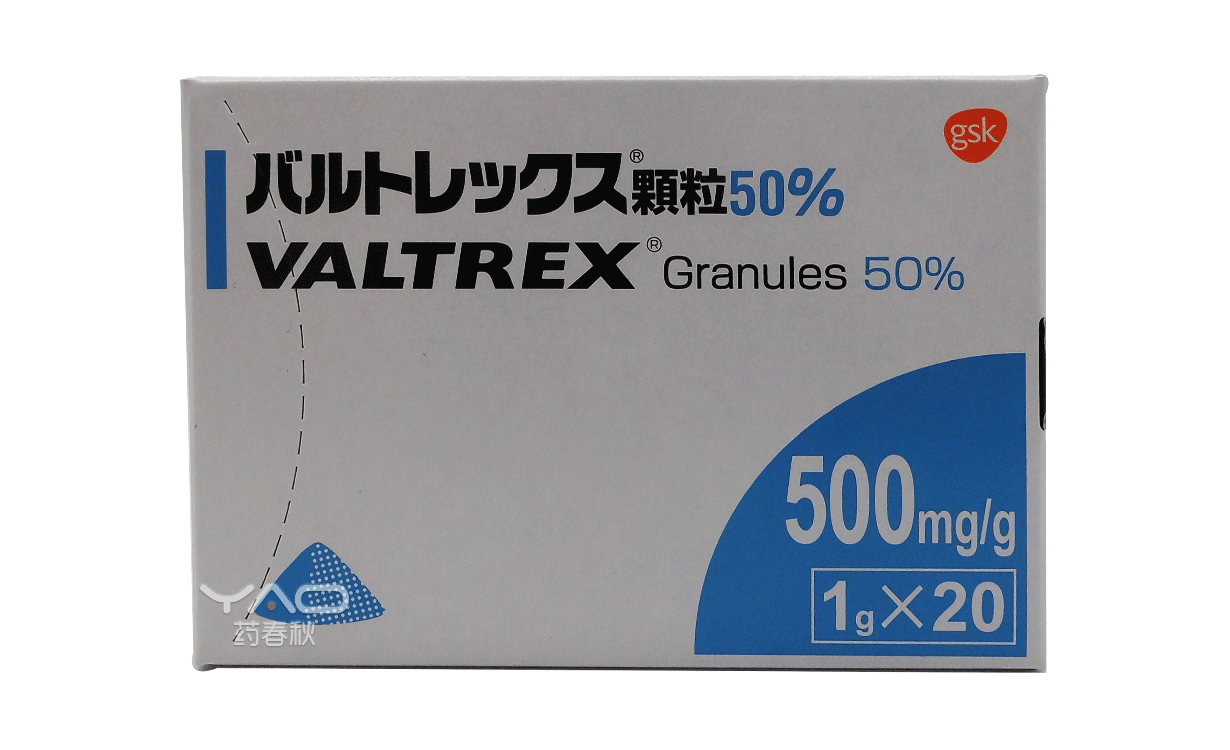 gsk
バルトレックス®顆粒50%
VALTREX® Granules 50%
500mg/g
1g×20
YAO
药春秋